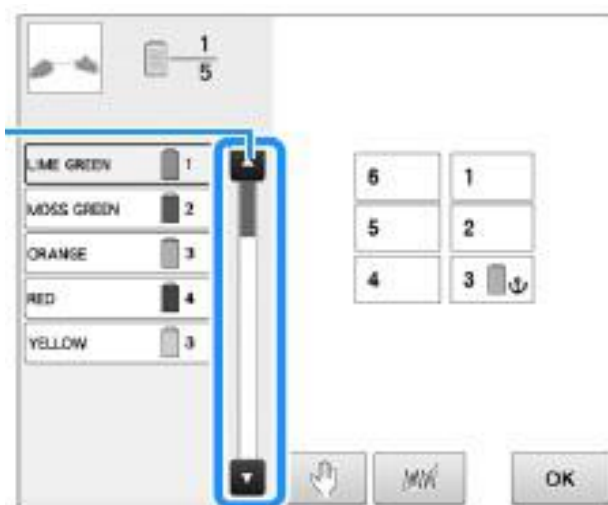 1
5
LIME GREEN 1
MOSS GREEN 2
ORANGE 3
RED 4
YELLOW 3
6 1
5 2
4 3
OK